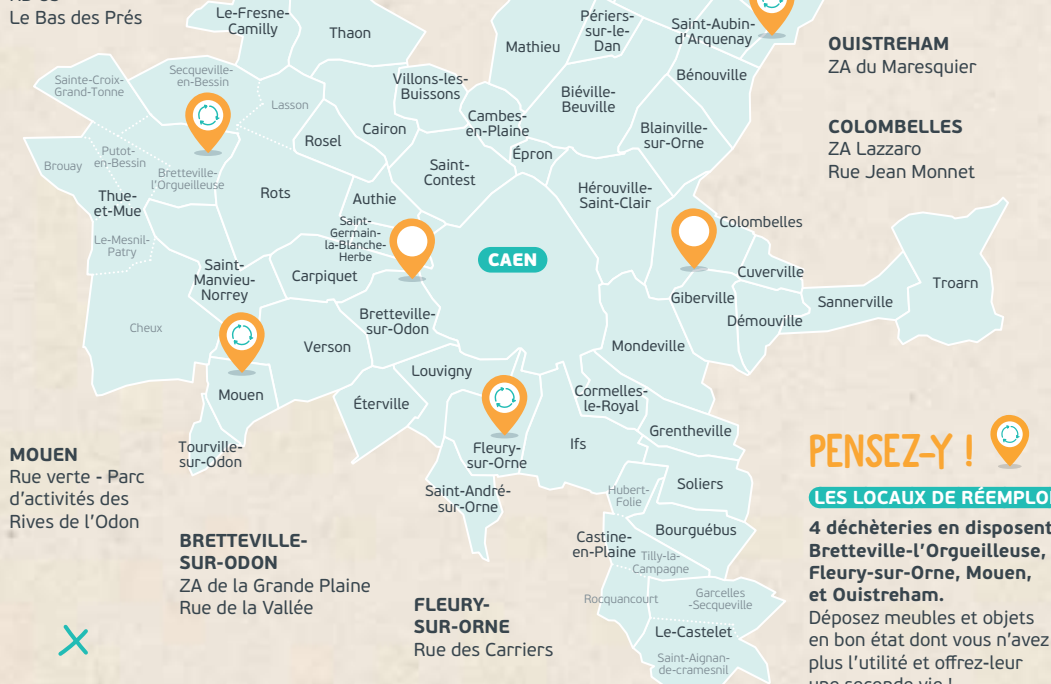 Le Bas des Prés
Le-Fresne-
Camilly
Thaon
Mathieu
Périers-
sur-le-
Dan
Saint-Aubin-
d'Arquenay
OUISTREHAM
ZA du Maresquier
Sainte-Croix-
Grand-Tonne
Secqueville-
en-Bessin
Lasson
Villons-les-
Buissons
Bénouville
Biéville-
Beuville
Cambes-
en-Plaine
Blainville-
sur-Orne
COLOMBELLES
ZA Lazzaro
Rue Jean Monnet
Rosel
Cairon
Épron
Brouay
Putot-
en-Bessin
Bretteville-
l'Orgueilleuse
Saint-
Contest
Thue-
et-Mue
Rots
Authie
Hérouville-
Saint-Clair
Saint-
Germain-
la-Blanche-
Herbe
Colombelles
Le-Mesnil-
Patry
CAEN
Saint-
Manvieu-
Norrey
Carpiquet
Cuverville
Troarn
Giberville
Sannerville
Démouville
Cheux
Bretteville-
sur-Odon
Verson
Mondeville
Louvigny
Mouen
Éterville
Cormelles-
le-Royal
Grentheville
Tourville-
sur-Odon
Fleury-
sur-Orne
Ifs
Saint-André-
sur-Orne
Hubert-
Folie
Soliers
Castine-
en-Plaine
Bourguébus
Tilly-la-
Campagne
Rocquancourt
Garcelles
-Secqueville
Le-Castelet
Saint-Aignan-
de-cramesnil
MOUEN
Rue verte - Parc
d'activités des
Rives de l'Odon
BRETTEVILLE-
SUR-ODON
ZA de la Grande Plaine
Rue de la Vallée
FLEURY-
SUR-ORNE
Rue des Carriers
PENSEZ-Y !
LES LOCAUX DE RÉEMPLOI
4 déchèteries en disposent
Bretteville-l'Orgueilleuse,
Fleury-sur-Orne, Mouen,
et Ouistreham.
Déposez meubles et objets
en bon état dont vous n'avez
plus l'utilité et offrez-leur
une seconde vie !